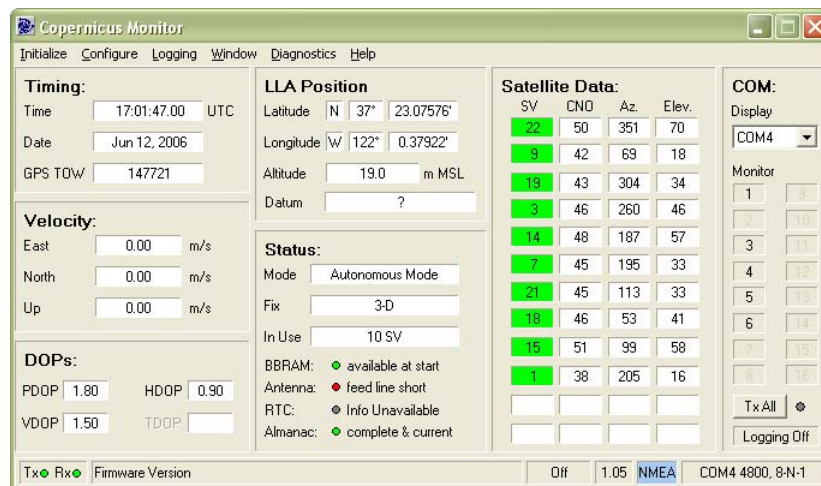 Copernicus Monitor
Initialize Configure Logging Window Diagnostics Help
Timing:
Time 17:01:47.00 UTC
Date Jun 12, 2006
GPS TOW 147721
Velocity:
East 0.00 m/s
North 0.00 m/s
Up 0.00 m/s
DOPs:
PDOP 1.80 HDOP 0.90
VDOP 1.50 TDOP
LLA Position
Latitude N 37° 23.07576'
Longitude W 122° 0.37922'
Altitude 19.0 m MSL
Datum ?
Status:
Mode Autonomous Mode
Fix 3-D
In Use 10 SV
BBRAM: available at start
Antenna: feed line short
RTC: Info Unavailable
Almanac: complete & current
Satellite Data:
SV CNO Az. Elev.
22 50 351 70
9 42 69 18
19 43 304 34
3 46 260 46
14 48 187 57
7 45 195 33
21 45 113 33
18 46 53 41
15 51 99 58
1 38 205 16
COM:
Display
COM4
Monitor
1 9
2 10
3 11
4 12
5 13
6 14
7 15
8 16
Tx All
Logging Off
Tx Rx Firmware Version Off 1.05 NMEA COM4 4800, 8-N-1